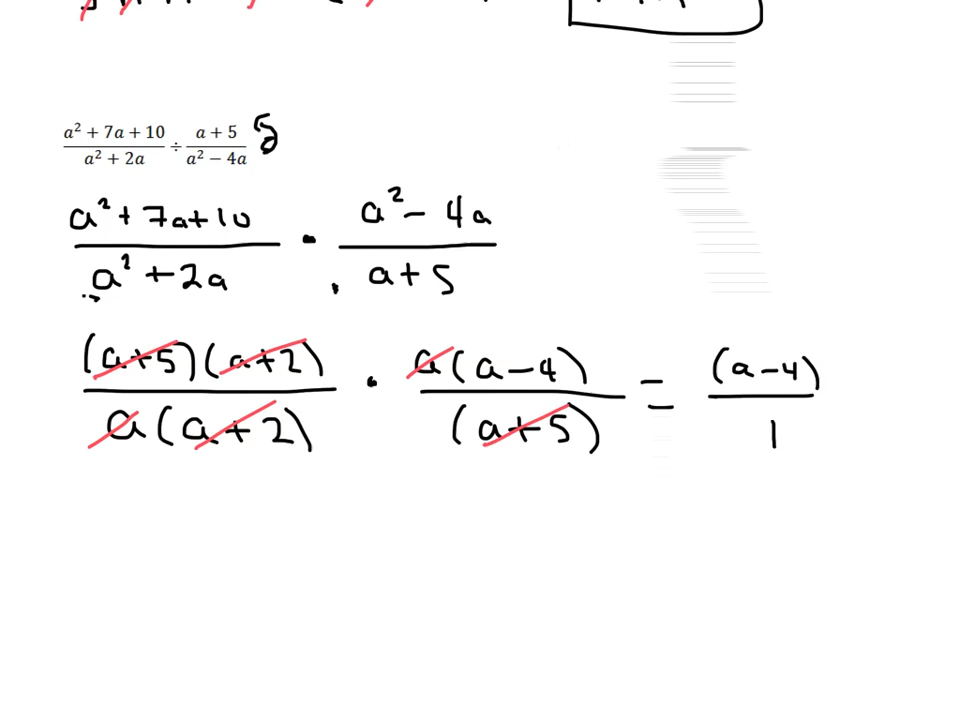 a² + 7a + 10 / a² + 2a ÷ a + 5 / a² − 4a
a² + 7a + 10 / a² + 2a · a² − 4a / a + 5
(a+5)(a+2) / a(a+2) · a(a−4) / (a+5) = (a−4) / 1